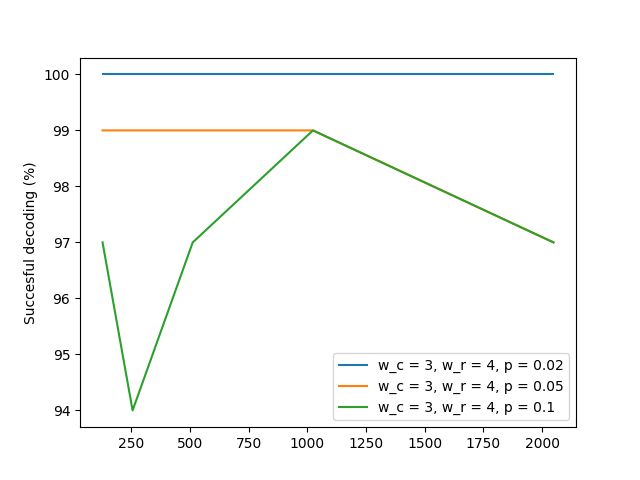 100
99
98
97
96
95
94
Succesful decoding (%)
w_c = 3, w_r = 4, p = 0.02
w_c = 3, w_r = 4, p = 0.05
w_c = 3, w_r = 4, p = 0.1
250 500 750 1000 1250 1500 1750 2000